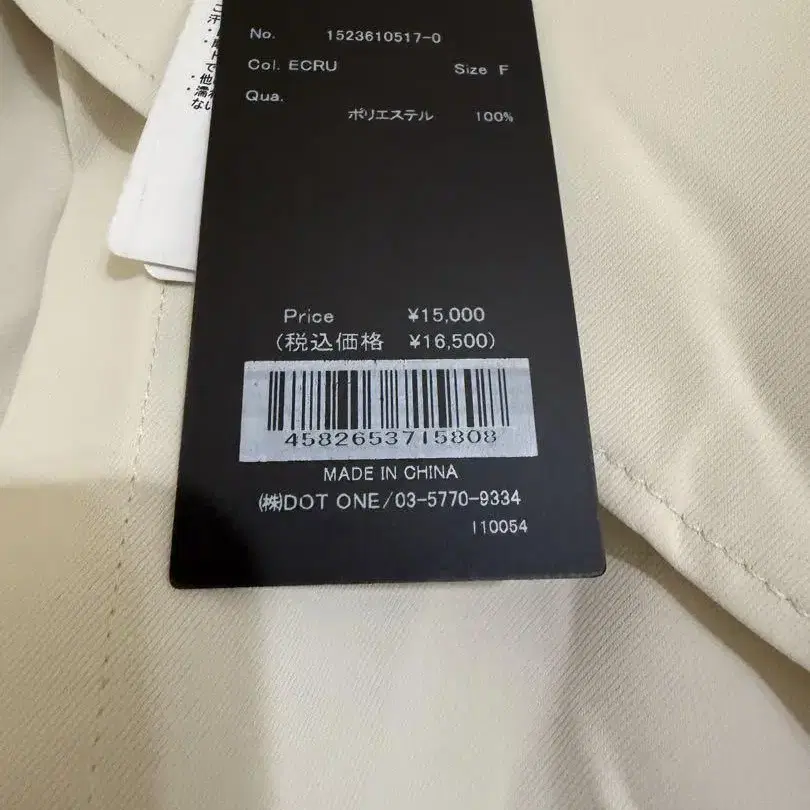 No. 1523610517-0
Col. ECRU Size F
Qua.
ポリエステル 100%
Price ¥15,000
(税込価格 ¥16,500)
4582653715808
MADE IN CHINA
㈱DOT ONE/03-5770-9334
I10054